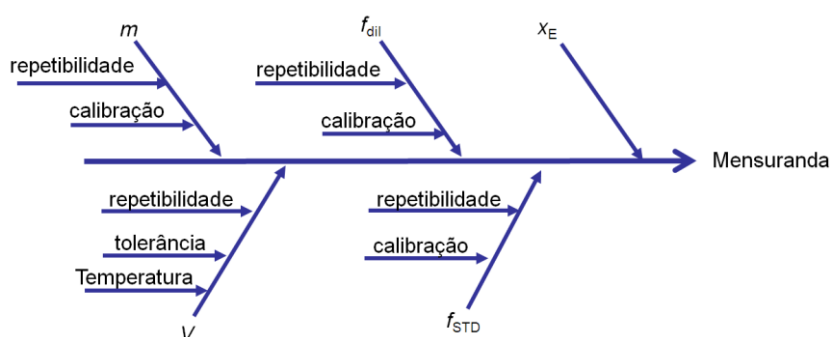 m
repetibilidade
calibração
f_dil
repetibilidade
calibração
x_E
Mensuranda
repetibilidade
tolerância
Temperatura
V
repetibilidade
calibração
f_STD